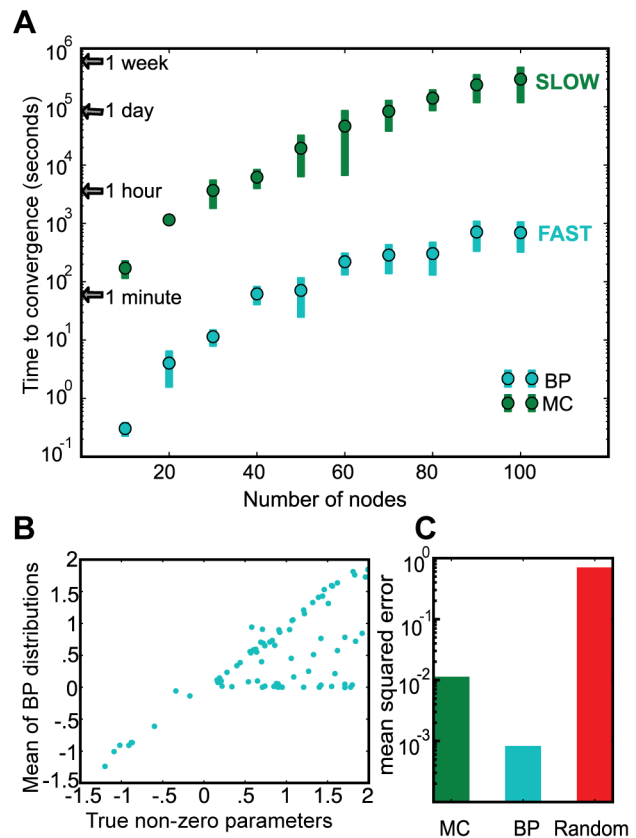 A
Time to convergence (seconds)
10^6
10^5
10^4
10^3
10^2
10^1
10^0
10^-1
1 week
1 day
1 hour
1 minute
SLOW
FAST
BP
MC
20 40 60 80 100
Number of nodes
B
Mean of BP distributions
2
1.5
1
.5
0
-.5
-1
-1.5
-1.5 -1 -.5 0 .5 1 1.5 2
True non-zero parameters
C
mean squared error
10^0
10^-1
10^-2
10^-3
MC BP Random